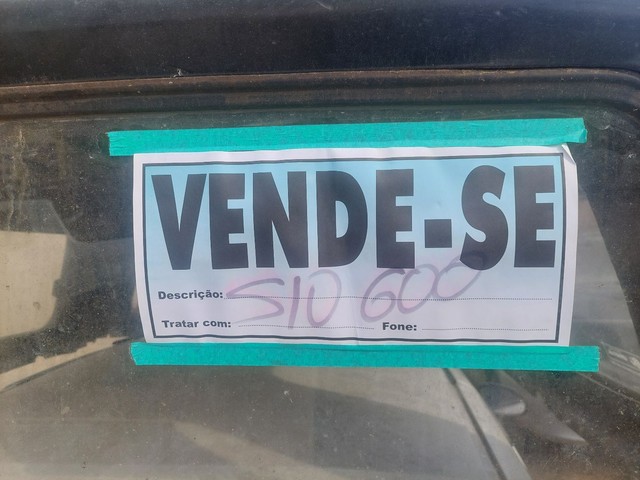 VENDE-SE
Descrição:
S10 600
Tratar com: Fone: